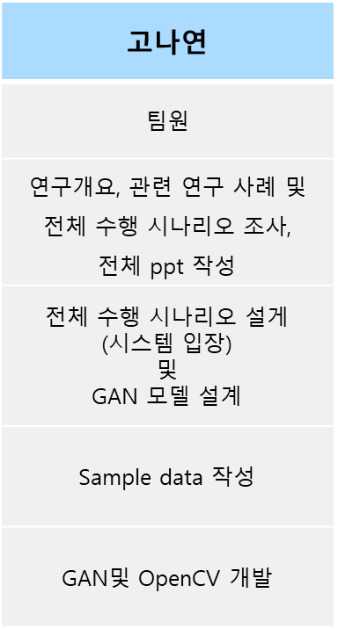 고나연
팀원
연구개요, 관련 연구 사례 및
전체 수행 시나리오 조사,
전체 ppt 작성
전체 수행 시나리오 설게
(시스템 입장)
및
GAN 모델 설계
Sample data 작성
GAN및 OpenCV 개발